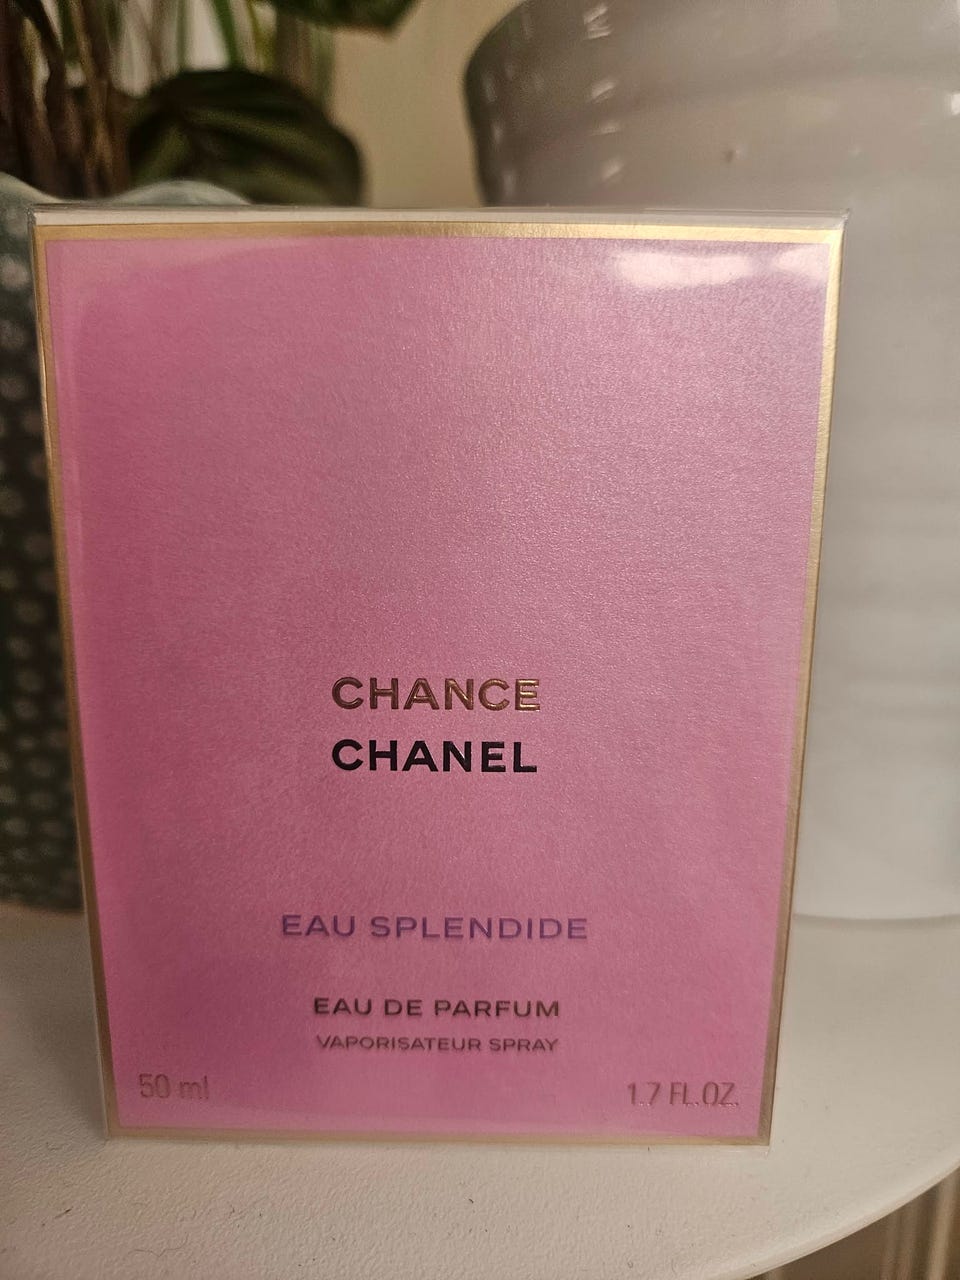 CHANCE
CHANEL
EAU SPLENDIDE
EAU DE PARFUM
VAPORISATEUR SPRAY
50 ml 1.7 FL.OZ.